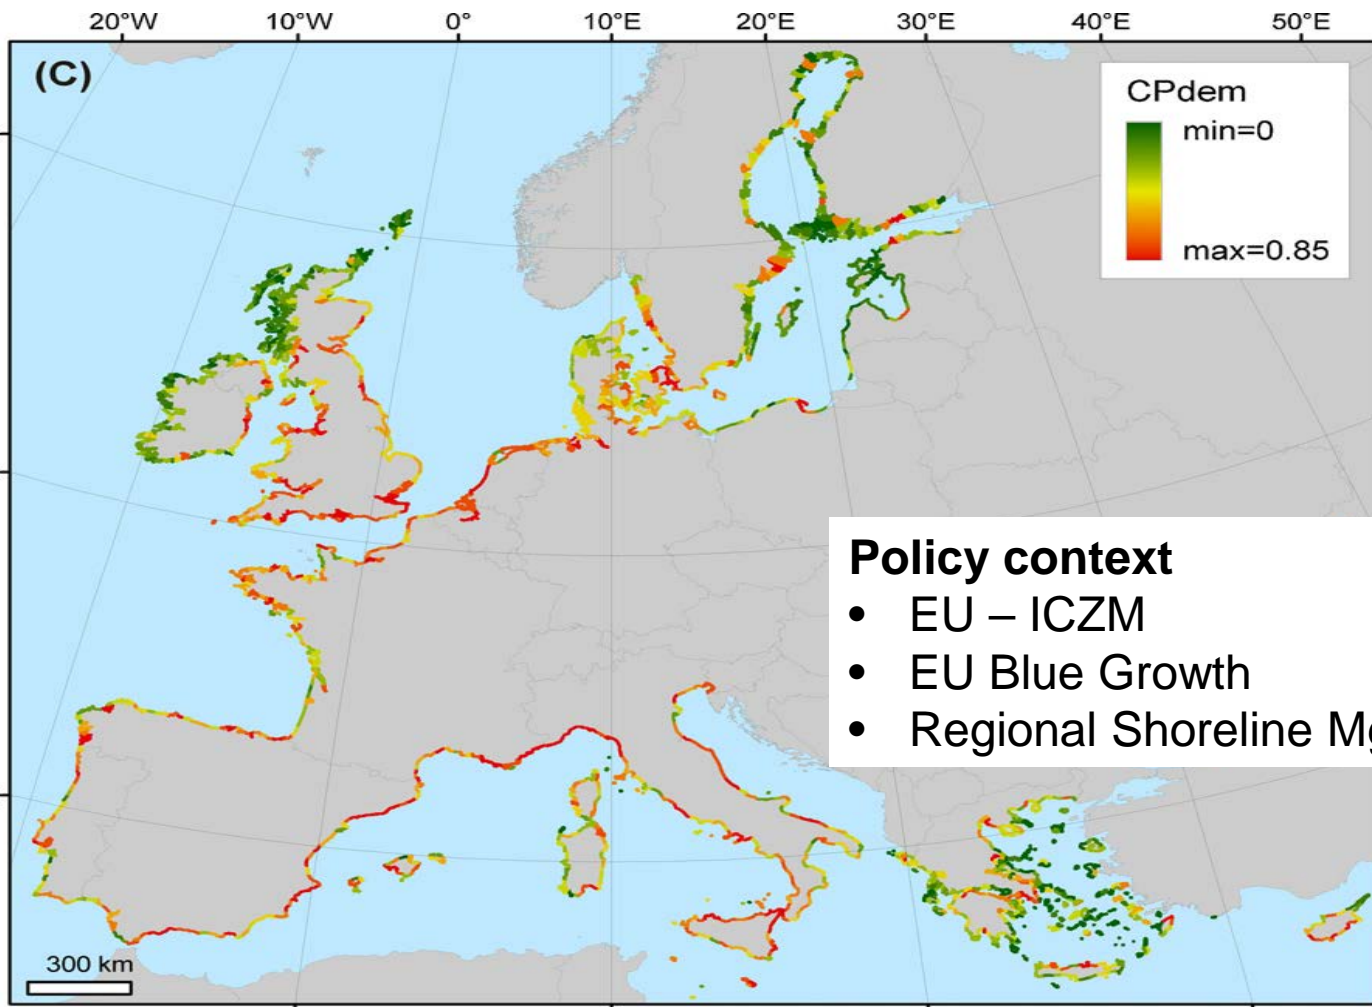 20°W 10°W 0° 10°E 20°E 30°E 40°E 50°E
(C)
CPdem
min=0
max=0.85
Policy context
• EU – ICZM
• EU Blue Growth
• Regional Shoreline Mg
300 km